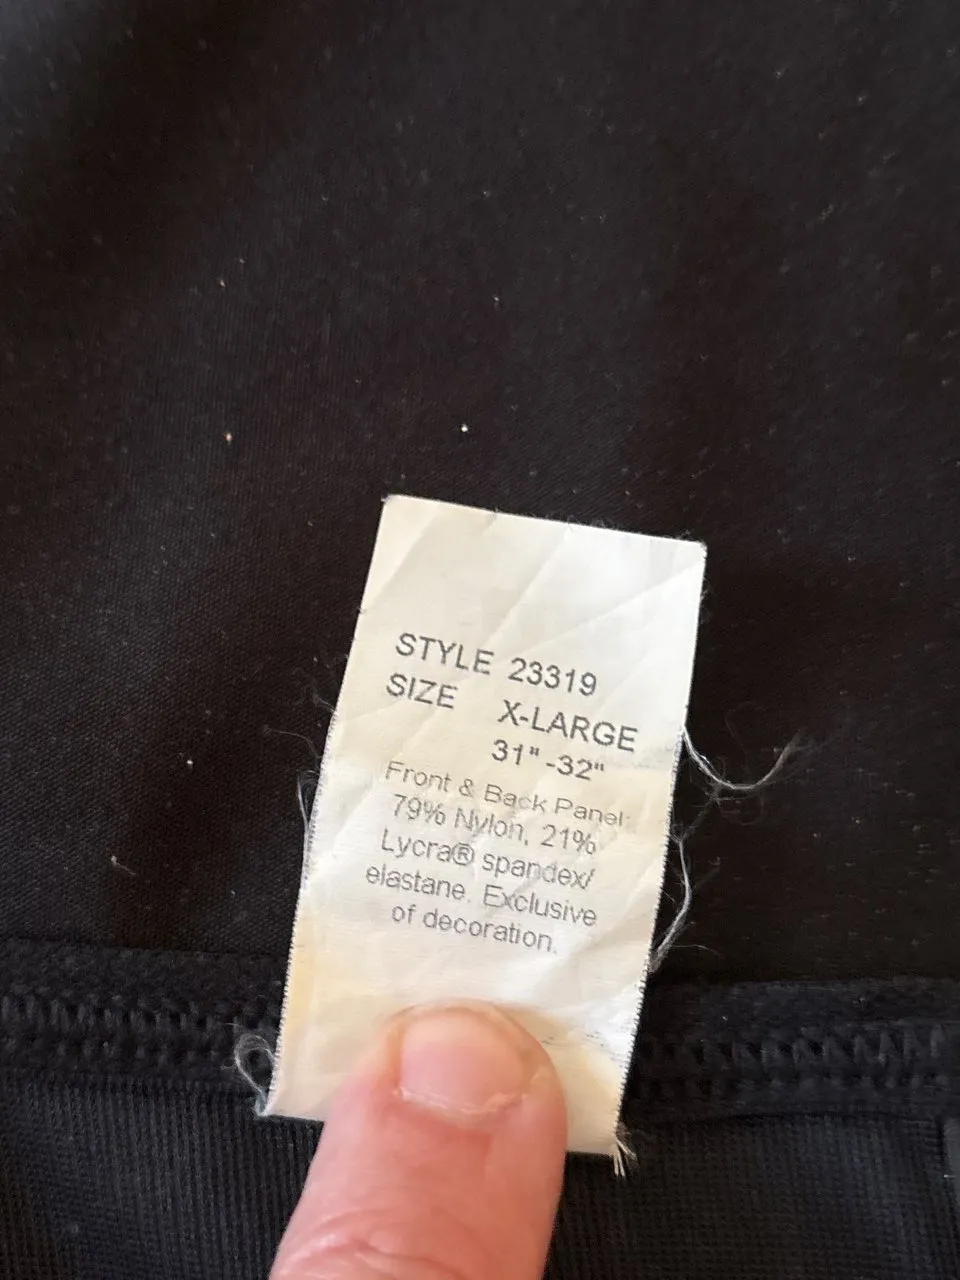 STYLE 23319
SIZE X-LARGE
31" -32"
Front & Back Panel:
79% Nylon, 21%
Lycra® spandex/
elastane. Exclusive
of decoration.